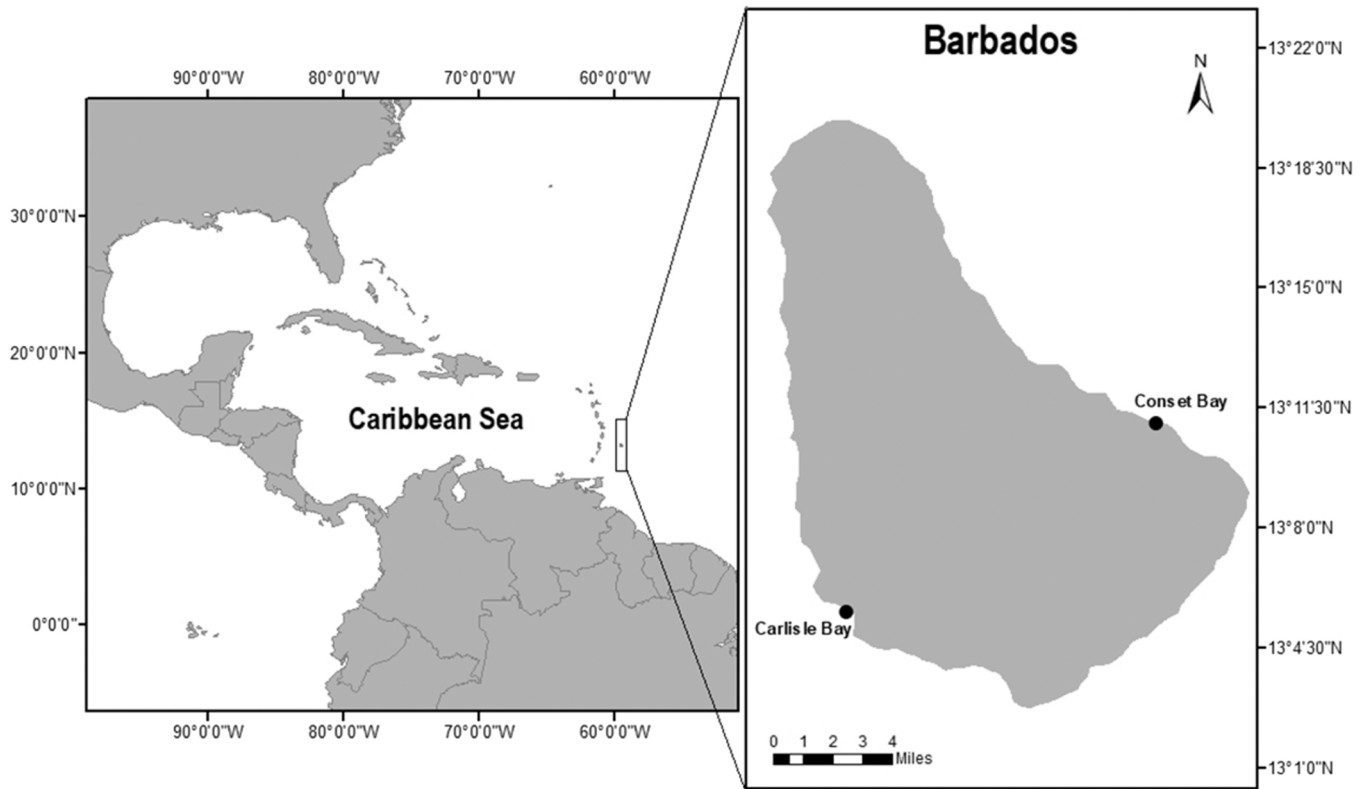 90°0'0"W 80°0'0"W 70°0'0"W 60°0'0"W
30°0'0"N
20°0'0"N
10°0'0"N
0°0'0"
Caribbean Sea
90°0'0"W 80°0'0"W 70°0'0"W 60°0'0"W
Barbados
N
13°22'0"N
13°18'30"N
13°15'0"N
13°11'30"N
13°8'0"N
13°4'30"N
13°1'0"N
Conset Bay
Carlisle Bay
0 1 2 3 4
Miles